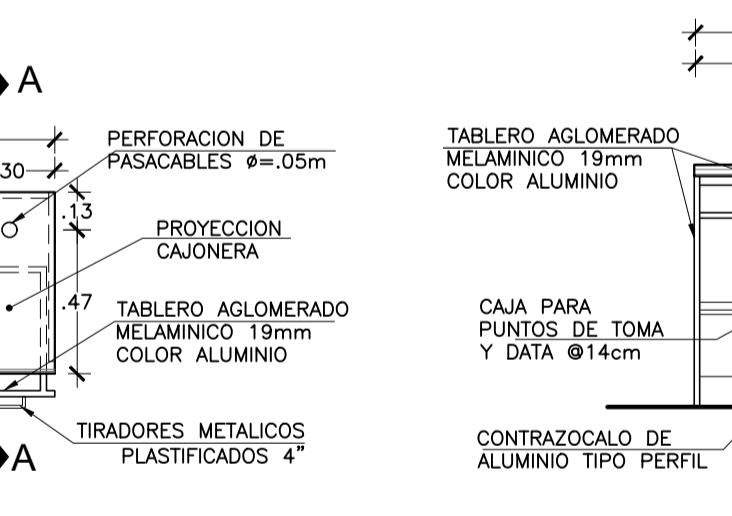 A
PERFORACION DE
PASACABLES Ø=.05m
30
.13
PROYECCION
CAJONERA
.47
TABLERO AGLOMERADO
MELAMINICO 19mm
COLOR ALUMINIO
TIRADORES METALICOS
PLASTIFICADOS 4”
A
TABLERO AGLOMERADO
MELAMINICO 19mm
COLOR ALUMINIO
CAJA PARA
PUNTOS DE TOMA
Y DATA @14cm
CONTRAZOCALO DE
ALUMINIO TIPO PERFIL